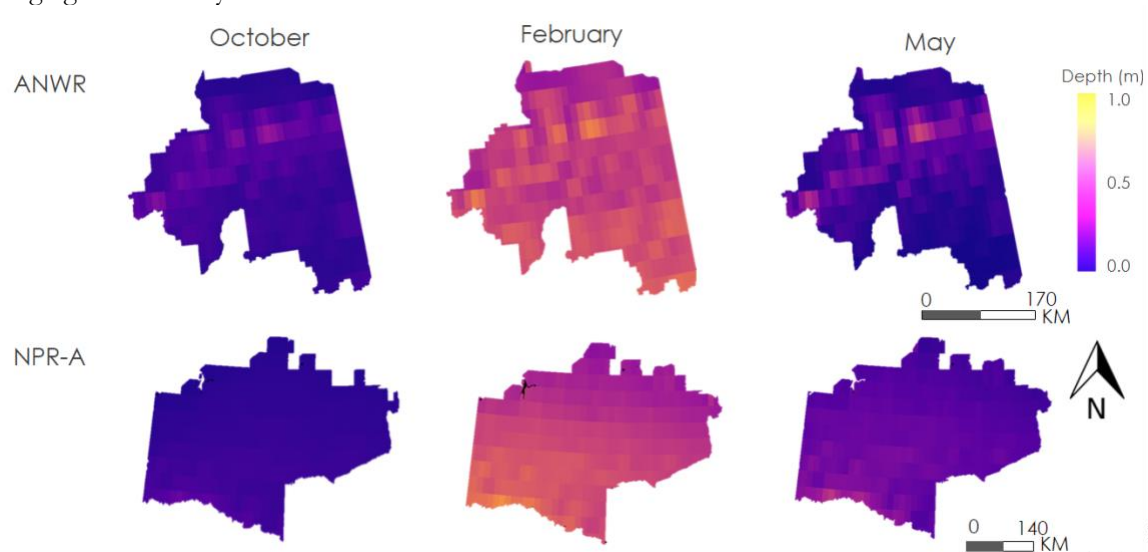 October
February
May
ANWR
Depth (m)
1.0
0.5
0.0
0 170
KM
NPR-A
N
0 140
KM